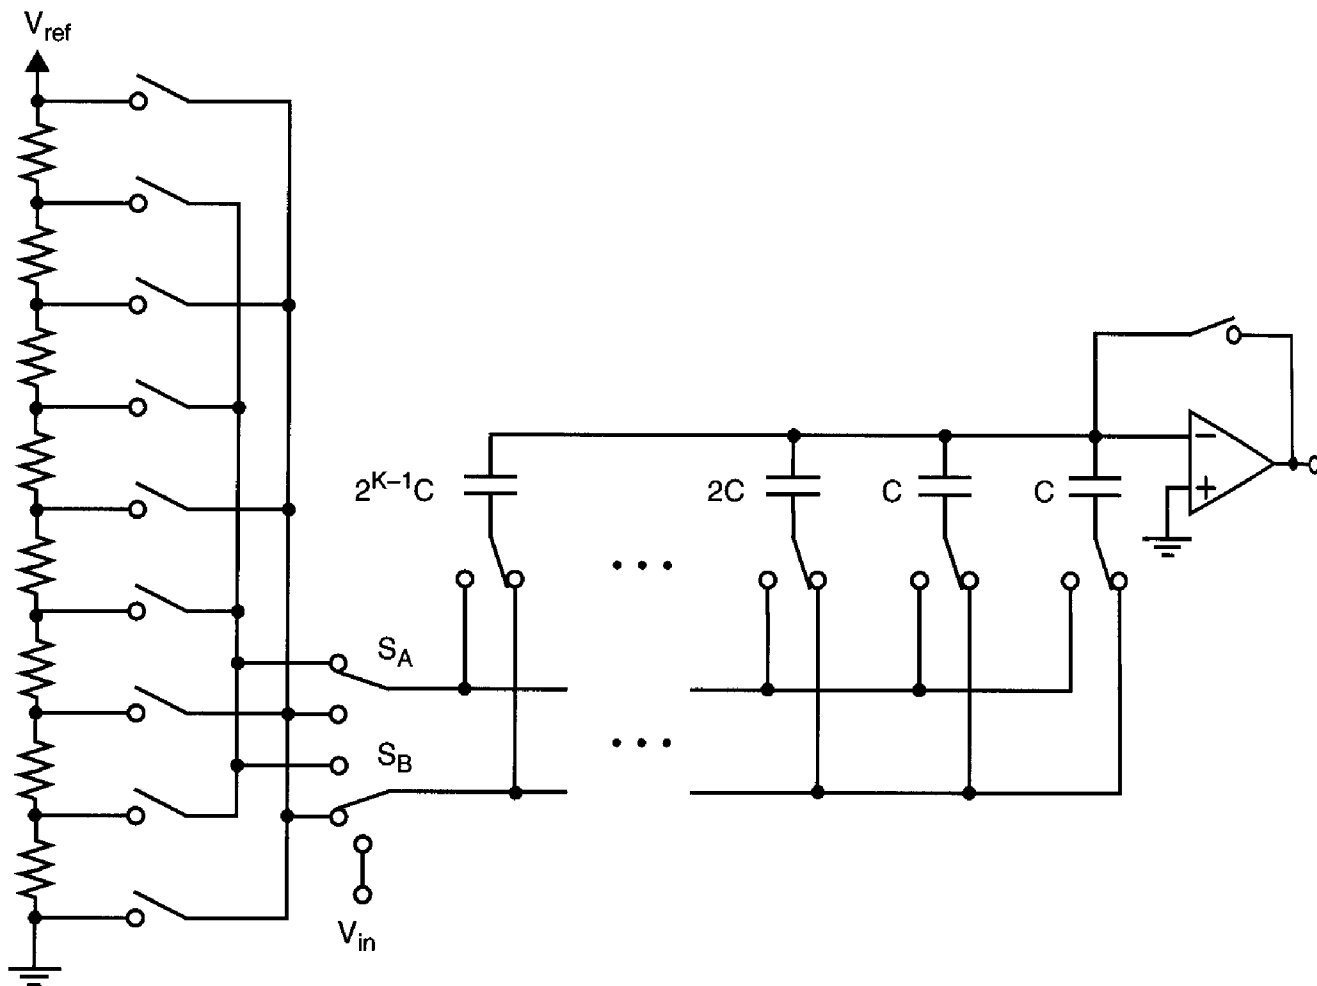 V_ref
2^{K–1}C
2C
C
C
S_A
S_B
V_in